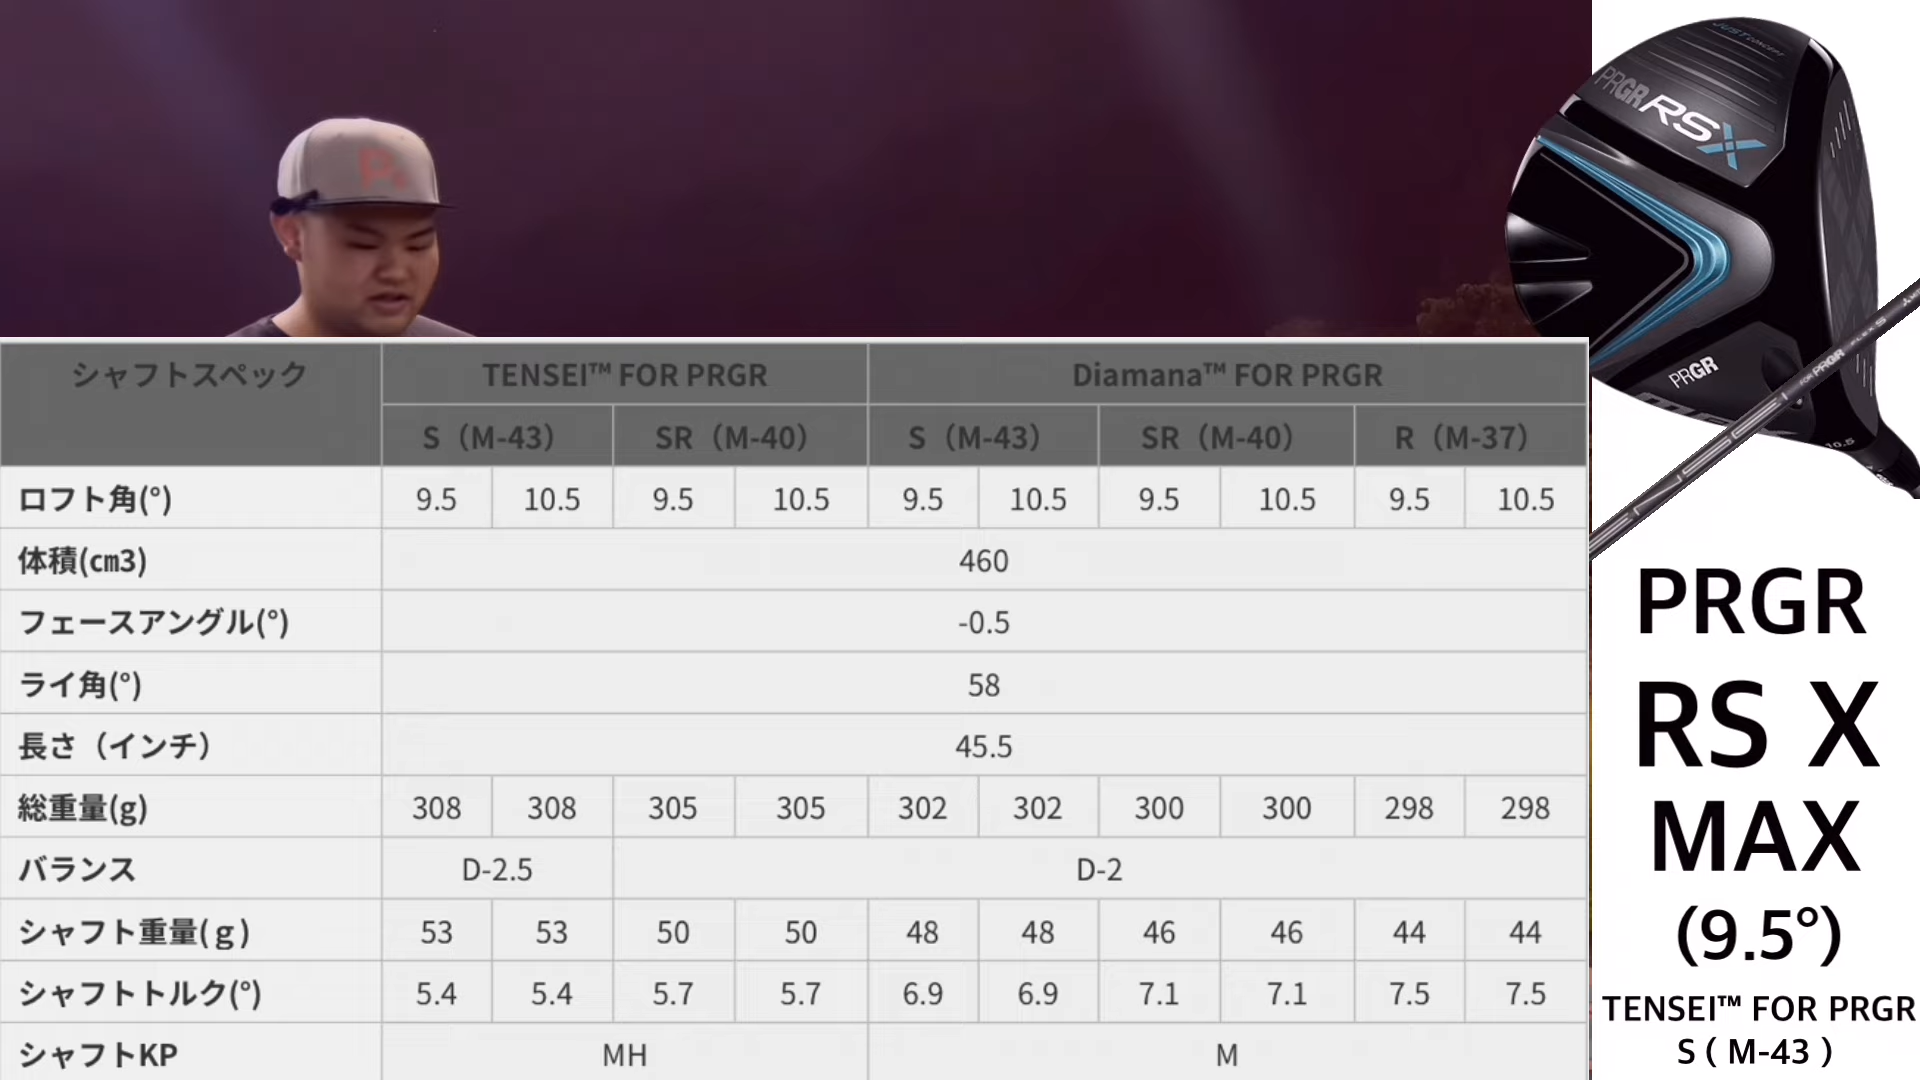 P.
JUST CONCEPT
PRGR RSX
PRGR
10.5
FOR PRGR
シャフトスペック TENSEI™ FOR PRGR Diamana™ FOR PRGR
S（M-43） SR（M-40） S（M-43） SR（M-40） R（M-37）
ロフト角(°) 9.5 10.5 9.5 10.5 9.5 10.5 9.5 10.5 9.5 10.5
体積(㎝3) 460
フェースアングル(°) -0.5
ライ角(°) 58
長さ（インチ） 45.5
総重量(g) 308 308 305 305 302 302 300 300 298 298
バランス D-2.5 D-2
シャフト重量(ｇ) 53 53 50 50 48 48 46 46 44 44
シャフトトルク(°) 5.4 5.4 5.7 5.7 6.9 6.9 7.1 7.1 7.5 7.5
シャフトKP MH M
PRGR
RS X
MAX
(9.5°)
TENSEI™ FOR PRGR
S ( M-43 )